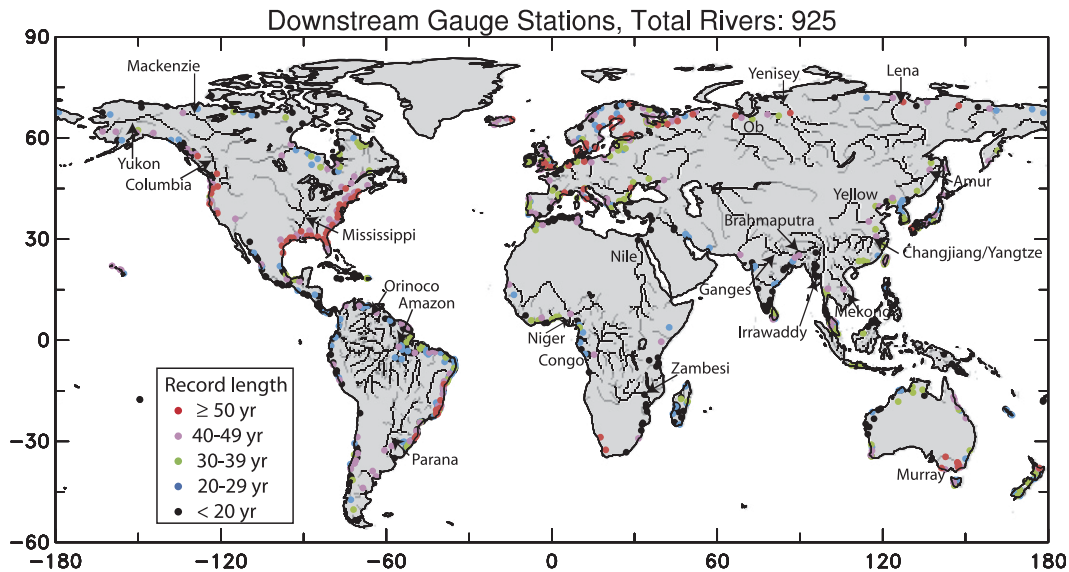 Downstream Gauge Stations, Total Rivers: 925
90
60
30
0
−30
−60
−180
−120
−60
0
60
120
180
Mackenzie
Yenisey
Lena
Ob
Yukon
Columbia
Amur
Yellow
Brahmaputra
Mississippi
Changjiang/Yangtze
Nile
Ganges
Orinoco
Amazon
Mekong
Irrawaddy
Niger
Congo
Zambesi
Parana
Murray
Record length
≥ 50 yr
40-49 yr
30-39 yr
20-29 yr
< 20 yr